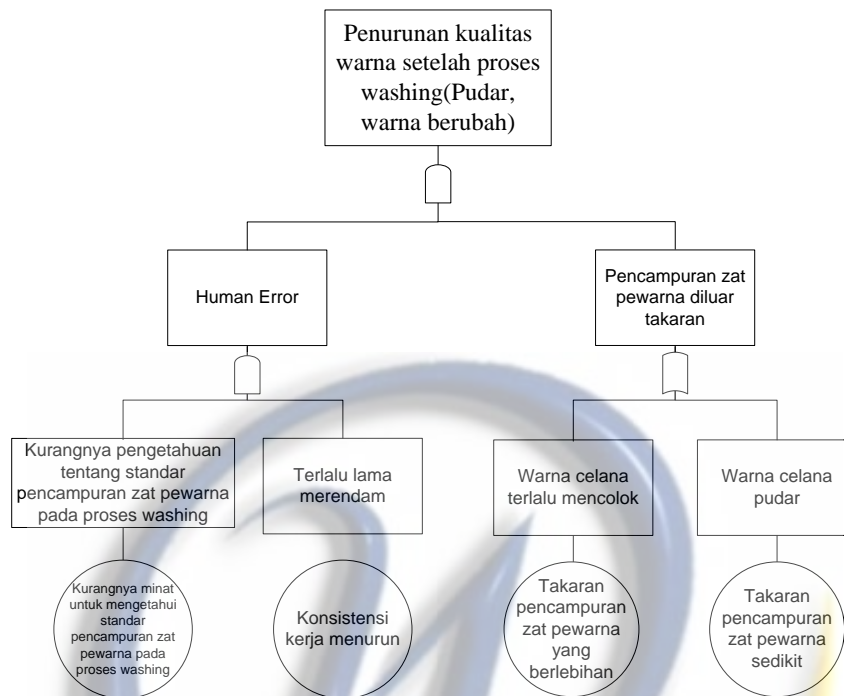 Penurunan kualitas
warna setelah proses
washing(Pudar,
warna berubah)
Human Error
Pencampuran zat
pewarna diluar
takaran
Kurangnya pengetahuan
tentang standar
pencampuran zat pewarna
pada proses washing
Terlalu lama
merendam
Warna celana
terlalu mencolok
Warna celana
pudar
Kurangnya minat
untuk mengetahui
standar
pencampuran zat
pewarna pada
proses washing
Konsistensi
kerja menurun
Takaran
pencampuran
zat pewarna
yang
berlebihan
Takaran
pencampuran
zat pewarna
sedikit